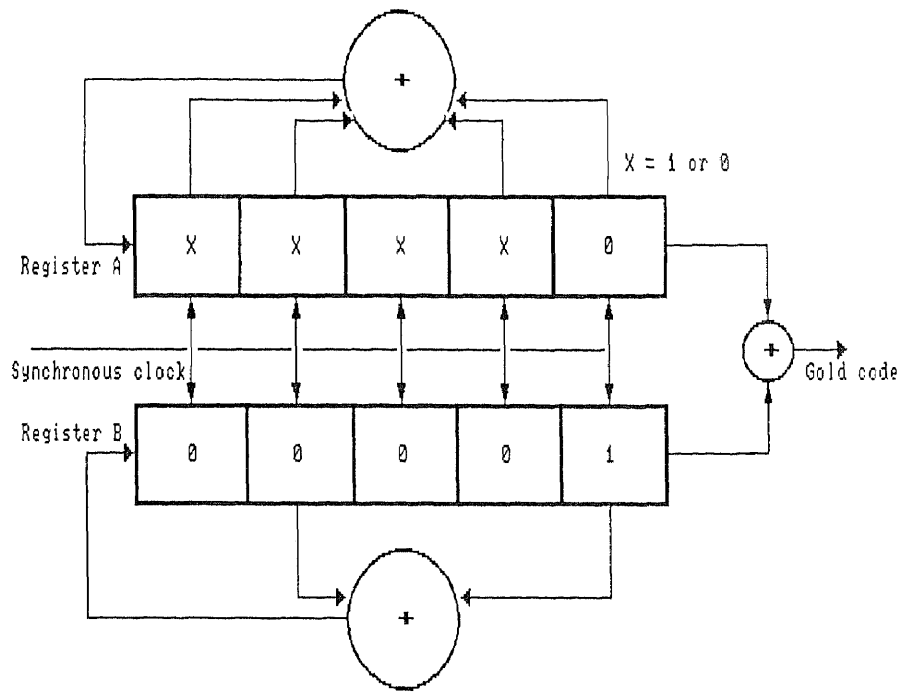 +
X = 1 or 0
X X X X 0
Register A
+
Synchronous clock
Gold code
Register B
0 0 0 0 1
+